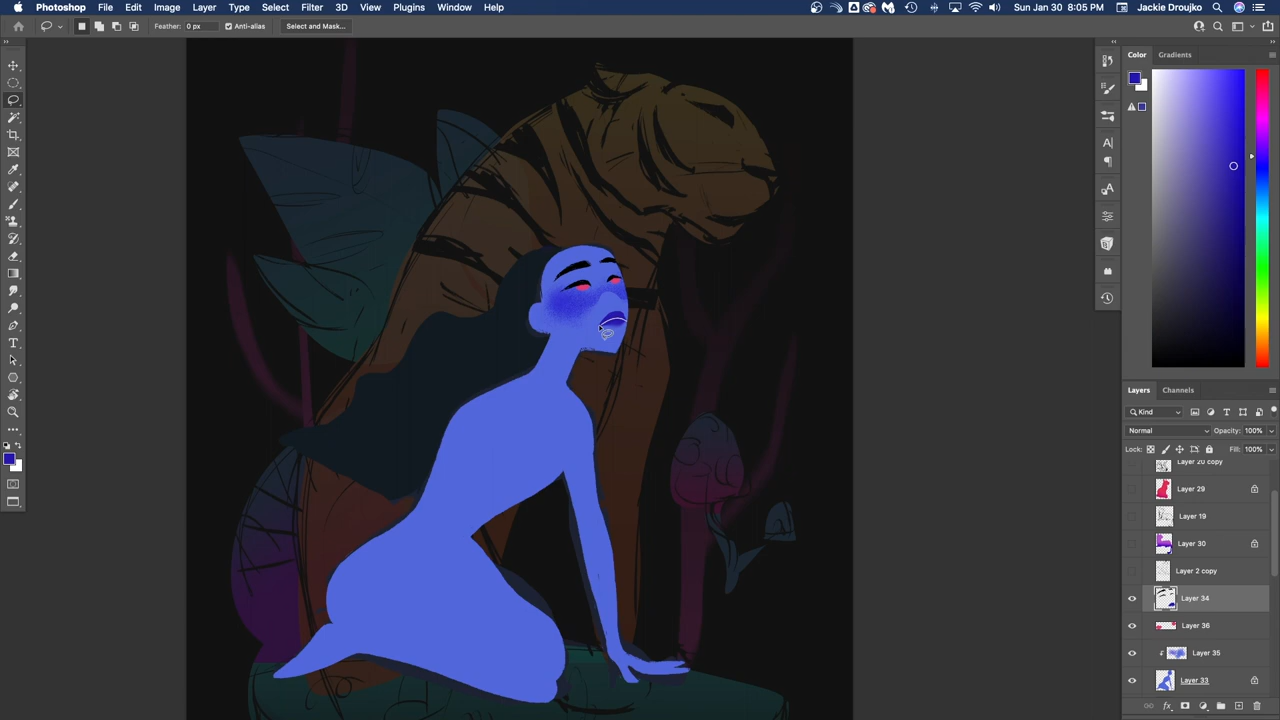 Photoshop File Edit Image Layer Type Select Filter 3D View Plugins Window Help Sun Jan 30 8:05 PM Jackie Droujko
Feather: 0 px Anti-alias Select and Mask...
Color Gradients
Layers Channels
Kind
Normal Opacity: 100%
Lock: Fill: 100%
Layer 20 copy
Layer 29
Layer 19
Layer 30
Layer 2 copy
Layer 34
Layer 36
Layer 35
Layer 33